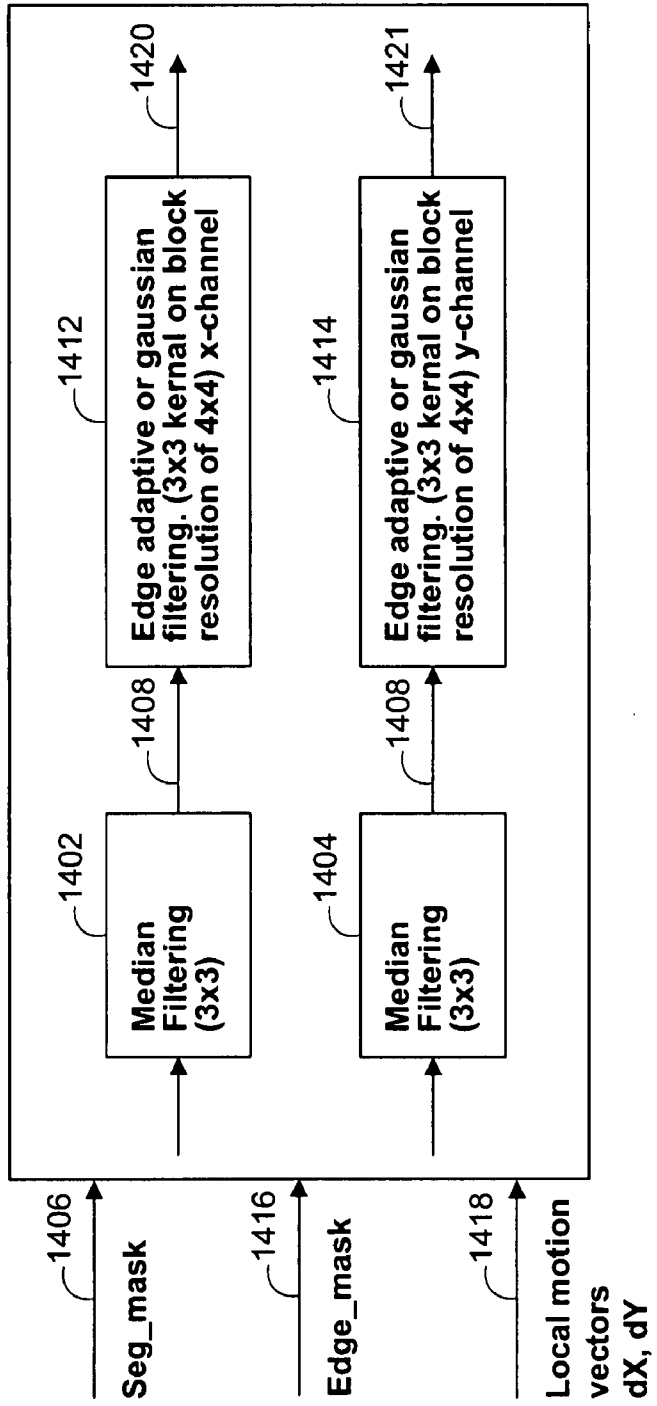 1406
Seg_mask
1416
Edge_mask
1418
Local motion
vectors
dX, dY
1402
Median
Filtering
(3x3)
1408
1412
Edge adaptive or gaussian
filtering. (3x3 kernal on block
resolution of 4x4) x-channel
1420
1404
Median
Filtering
(3x3)
1408
1414
Edge adaptive or gaussian
filtering. (3x3 kernal on block
resolution of 4x4) y-channel
1421